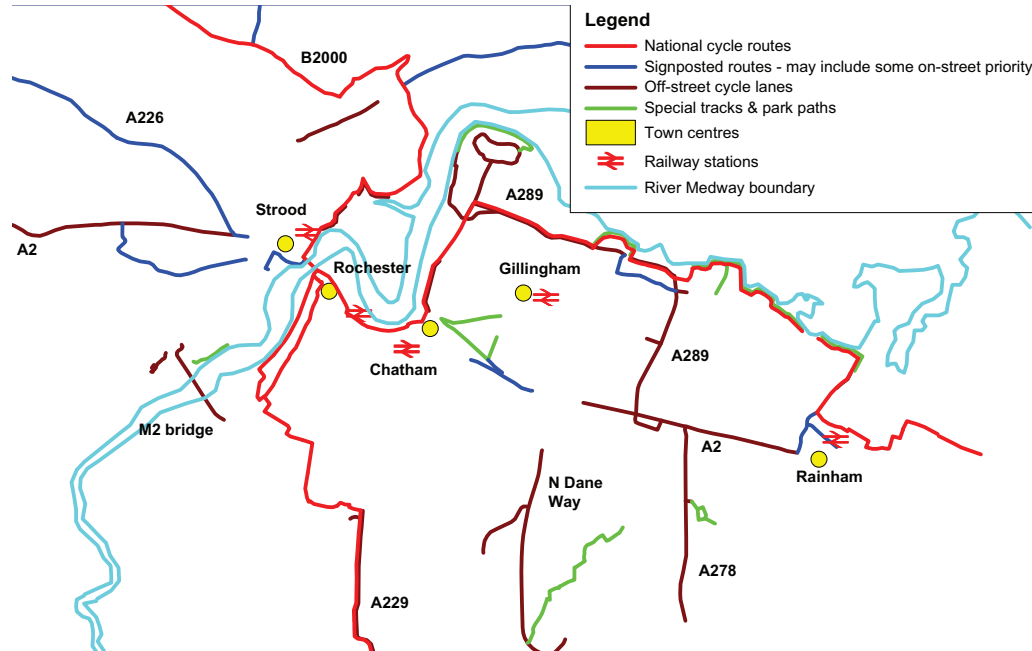 Legend
National cycle routes
Signposted routes - may include some on-street priority
Off-street cycle lanes
Special tracks & park paths
Town centres
Railway stations
River Medway boundary
B2000
A226
A289
Strood
A2
Rochester
Gillingham
A289
Chatham
M2 bridge
A2
Rainham
N Dane
Way
A278
A229